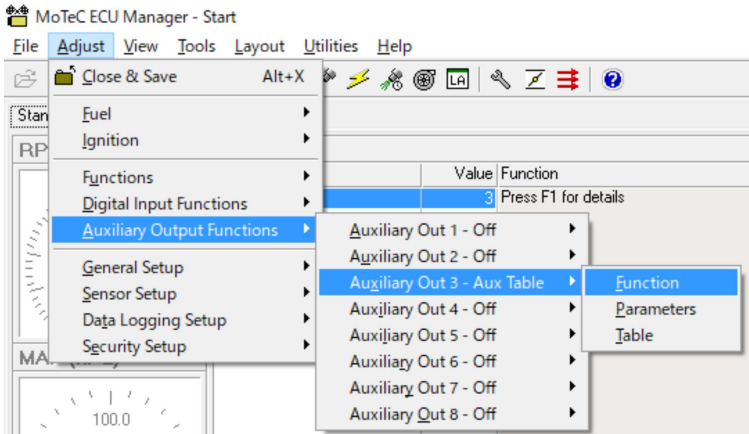 MoTeC ECU Manager - Start
File Adjust View Tools Layout Utilities Help
Close & Save Alt+X
LA
Stan
Fuel
Ignition
RP
Value Function
Functions
3 Press F1 for details
Digital Input Functions
Auxiliary Output Functions
Auxiliary Out 1 - Off
Auxiliary Out 2 - Off
General Setup
Auxiliary Out 3 - Aux Table
Function
Sensor Setup
Auxiliary Out 4 - Off
Parameters
Data Logging Setup
Auxiliary Out 5 - Off
Table
Security Setup
Auxiliary Out 6 - Off
Auxiliary Out 7 - Off
100.0
Auxiliary Out 8 - Off